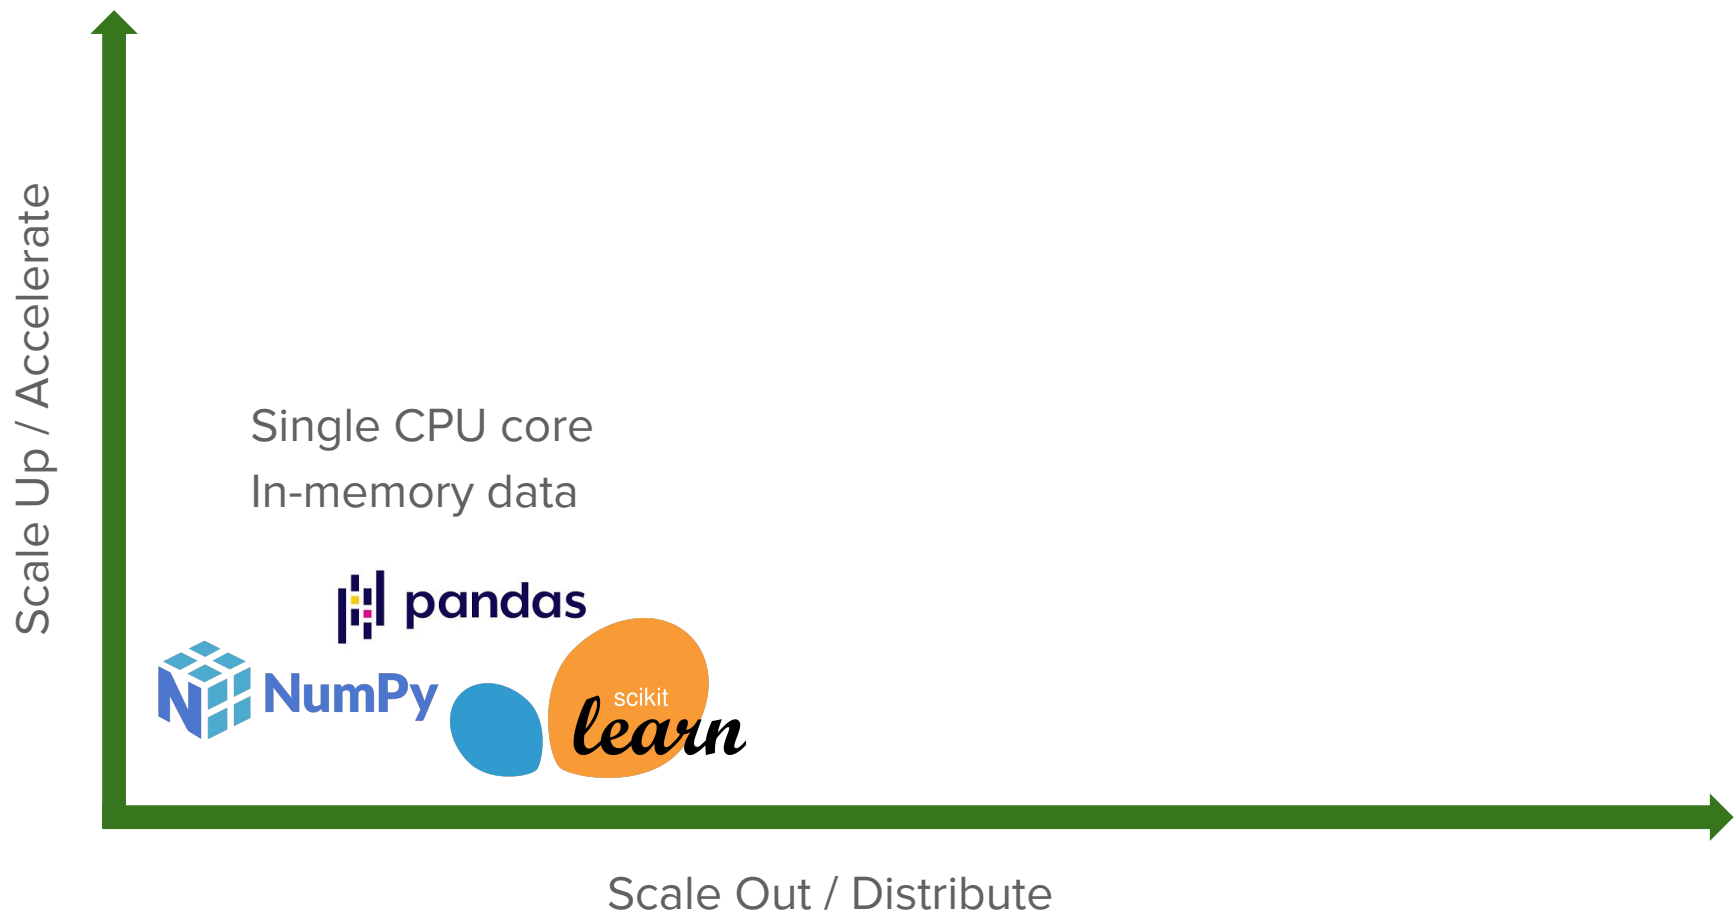 Scale Up / Accelerate
Single CPU core
In-memory data
pandas
NumPy
scikit
learn
Scale Out / Distribute